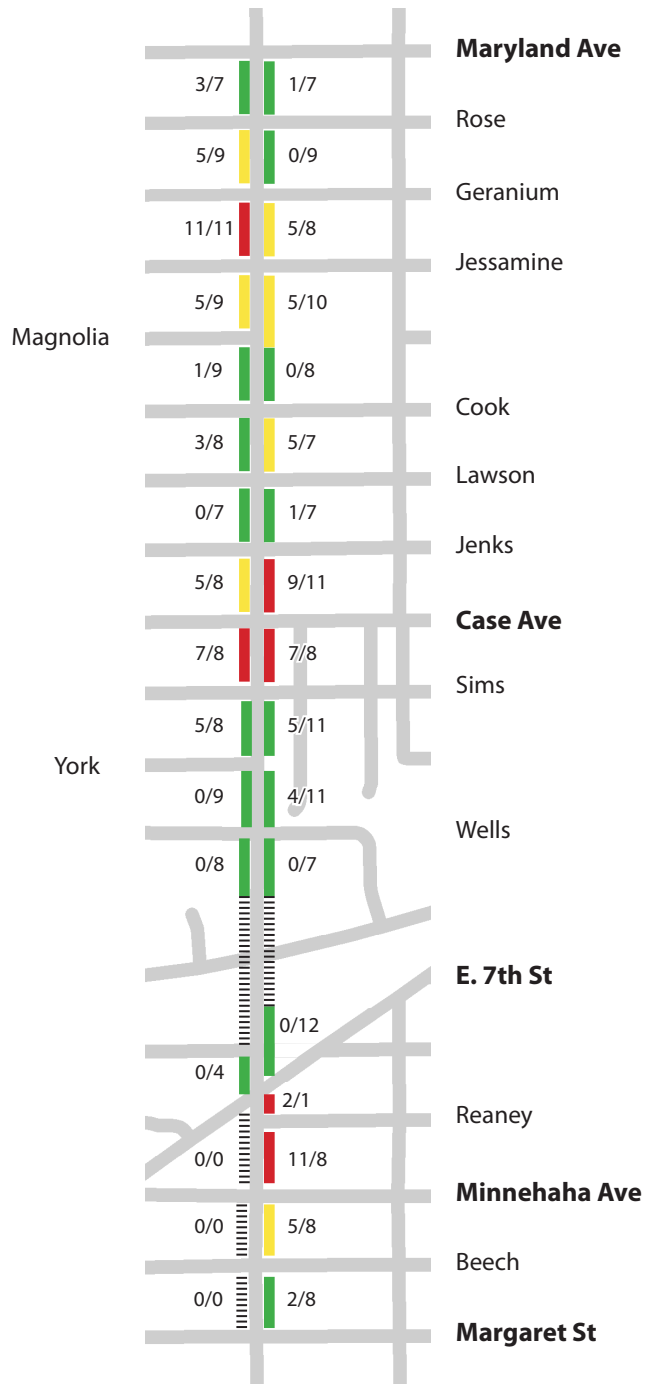 Maryland Ave
3/7 1/7
Rose
5/9 0/9
Geranium
11/11 5/8
Jessamine
5/9 5/10
Magnolia
1/9 0/8
Cook
3/8 5/7
Lawson
0/7 1/7
Jenks
5/8 9/11
Case Ave
7/8 7/8
Sims
5/8 5/11
York
0/9 4/11
Wells
0/8 0/7
E. 7th St
0/12
0/4
2/1
Reaney
0/0 11/8
Minnehaha Ave
0/0 5/8
Beech
0/0 2/8
Margaret St